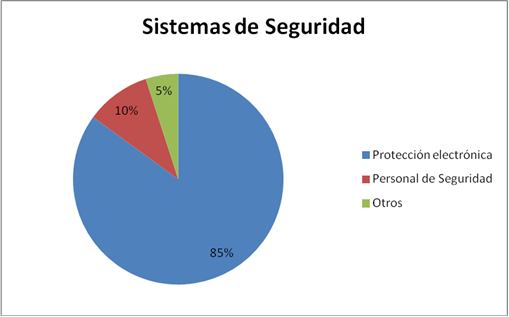 Sistemas de Seguridad
5%
10%
85%
Protección electrónica
Personal de Seguridad
Otros